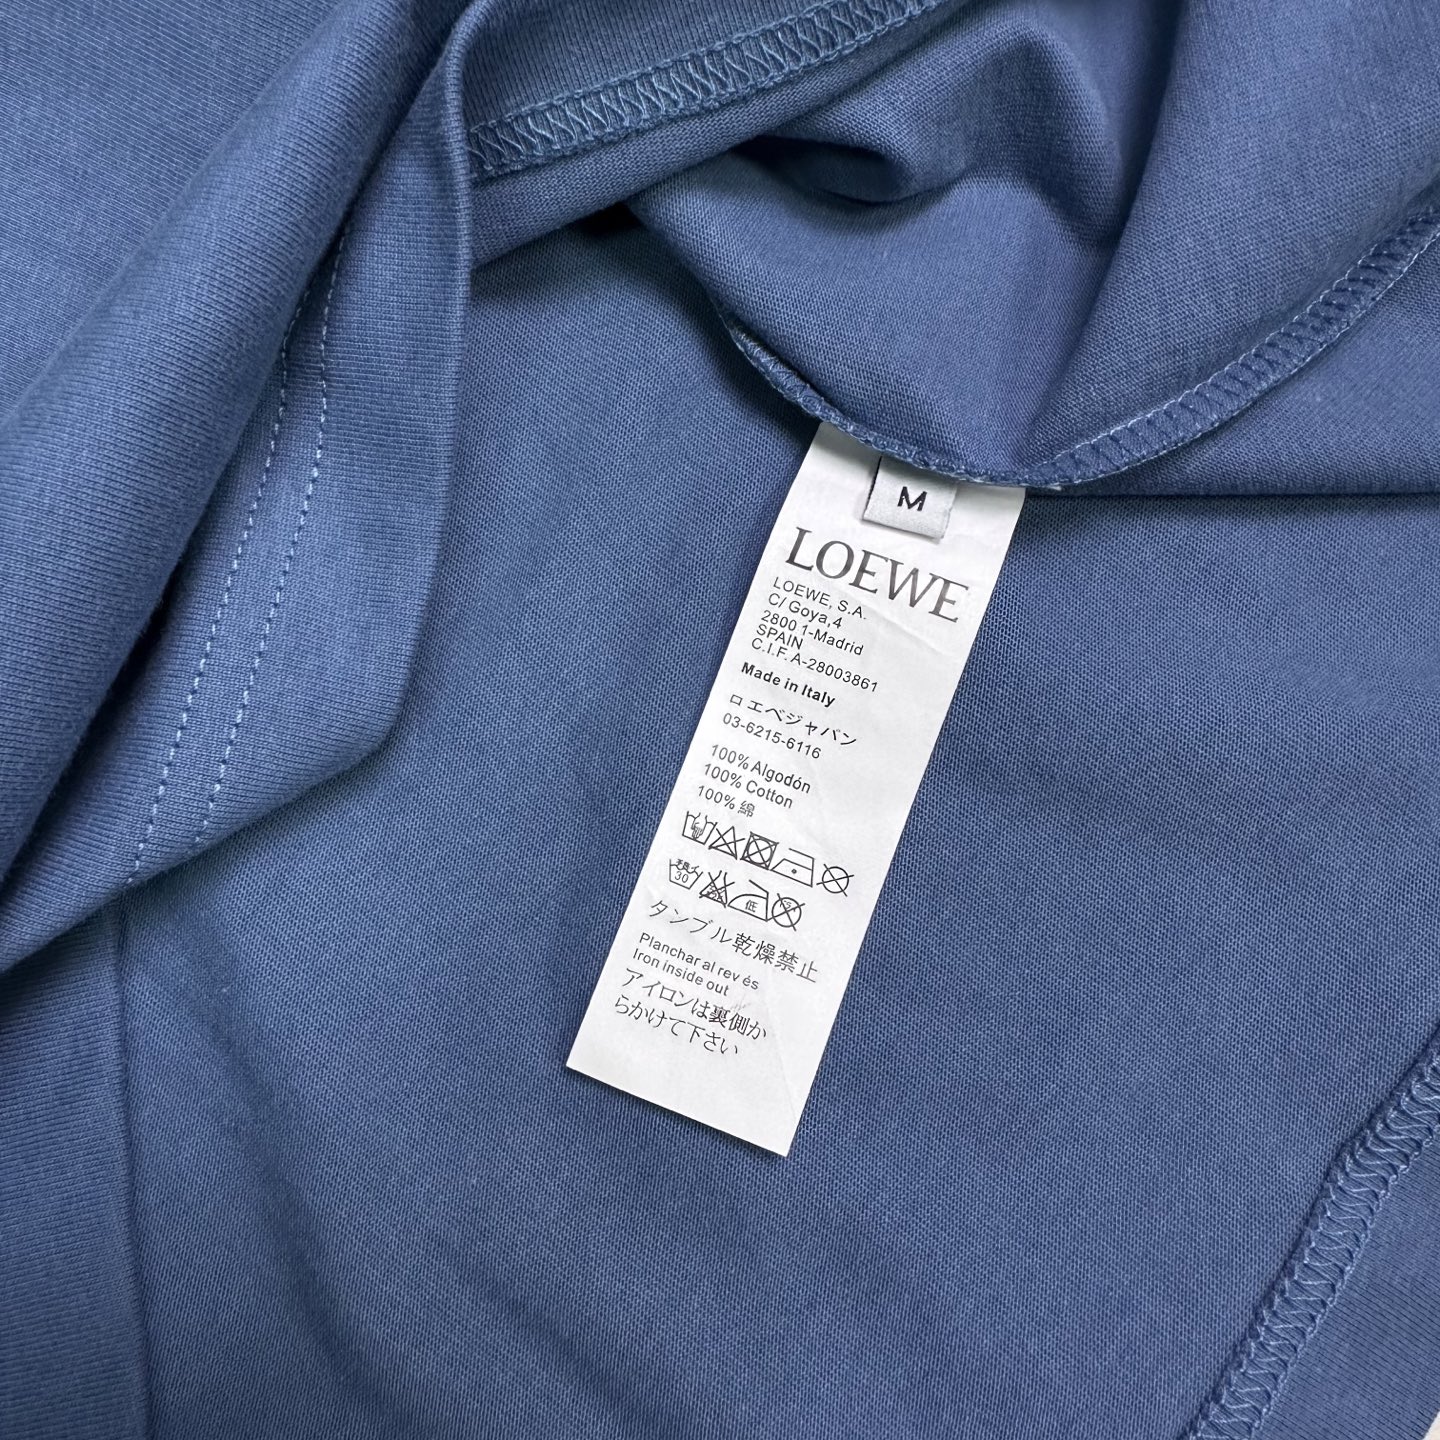 M
LOEWE
LOEWE, S.A.
C/ Goya,4
2800 1-Madrid
SPAIN
C.I.F. A-28003861
Made in Italy
ロエベジャパン
03-6215-6116
100% Algodón
100% Cotton
100% 綿
30
低
タンブル乾燥禁止
Planchar al rev és
Iron inside out
アイロンは裏側か
らかけて下さい